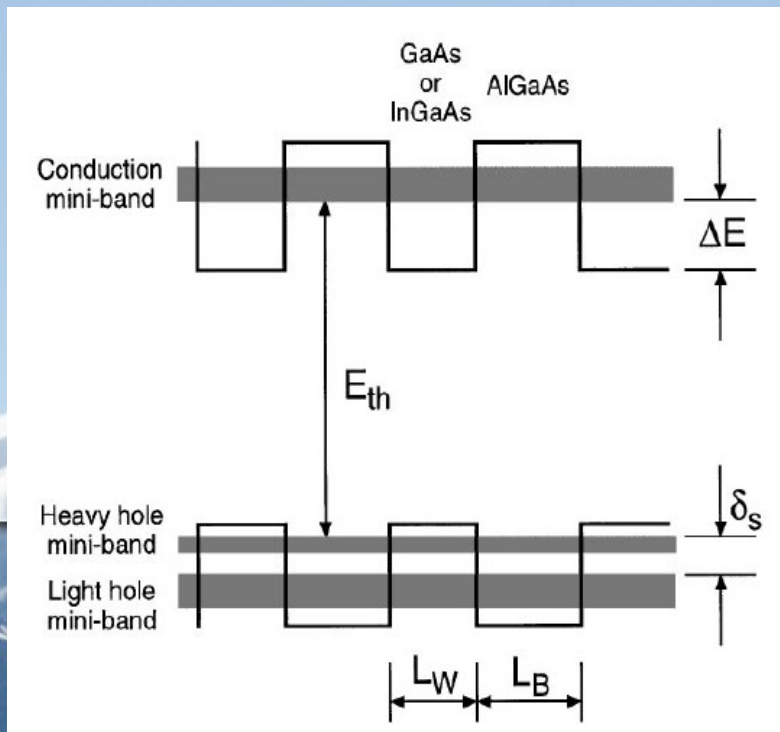 GaAs
or
InGaAs
AlGaAs
Conduction
mini-band
ΔE
E_th
Heavy hole
mini-band
δ_s
Light hole
mini-band
L_W
L_B